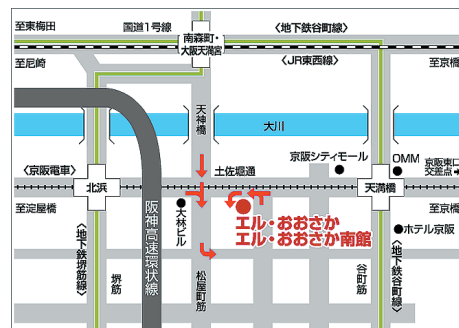 至東梅田
国道1号線
〈地下鉄谷町線〉
南森町・
大阪天満宮
至尼崎
〈JR東西線〉
至京橋
天神橋
大川
土佐堀通
京阪シティモール
OMM
京阪東口
交差点
〈京阪電車〉
北浜
天満橋
至淀屋橋
至京橋
大林ビル
エル・おおさか
エル・おおさか南館
ホテル京阪
阪神高速環状線
〈地下鉄堺筋線〉
堺筋
松屋町筋
谷町筋
〈地下鉄谷町線〉